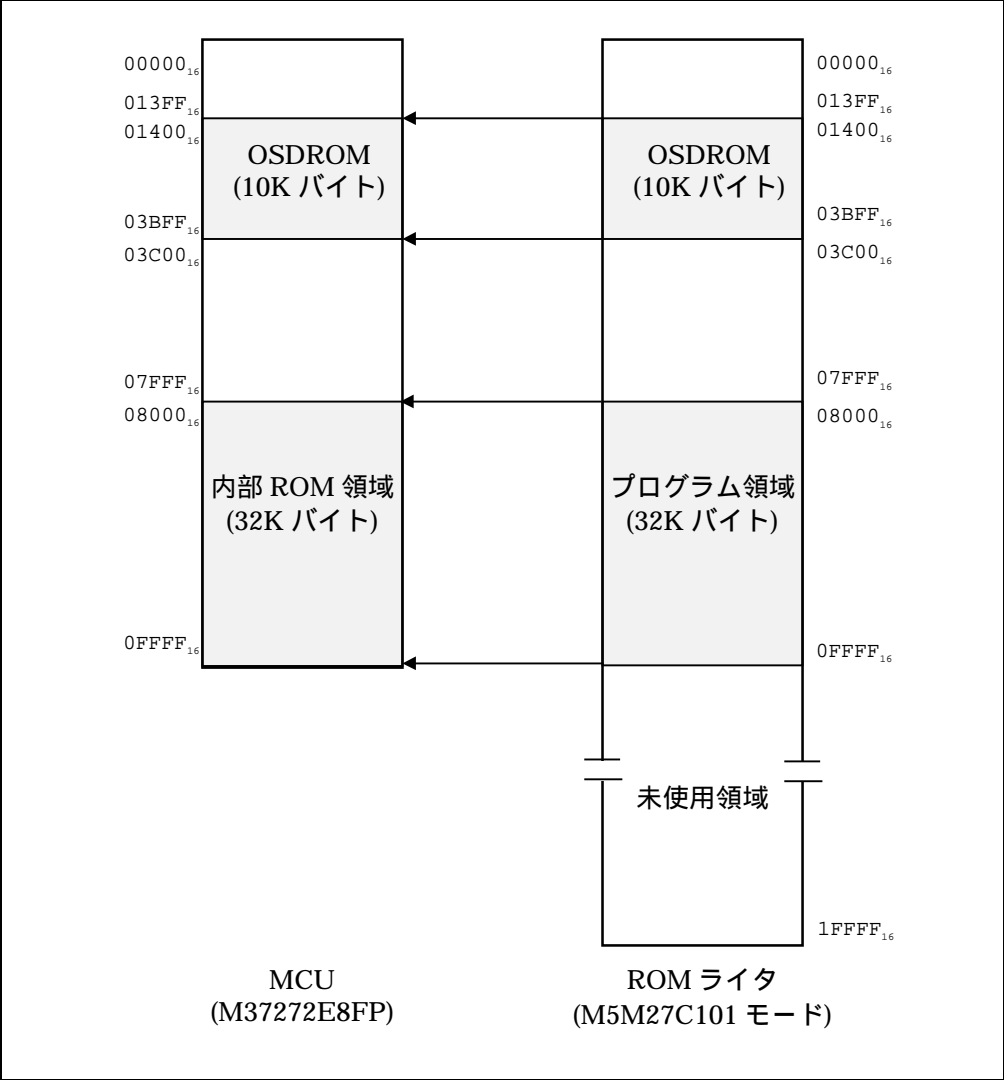 00000₁₆
013FF₁₆
01400₁₆
OSDROM
(10K バイト)
03BFF₁₆
03C00₁₆
07FFF₁₆
08000₁₆
内部 ROM 領域
(32K バイト)
0FFFF₁₆
MCU
(M37272E8FP)
00000₁₆
013FF₁₆
01400₁₆
OSDROM
(10K バイト)
03BFF₁₆
03C00₁₆
07FFF₁₆
08000₁₆
プログラム領域
(32K バイト)
0FFFF₁₆
未使用領域
1FFFF₁₆
ROM ライタ
(M5M27C101 モード)